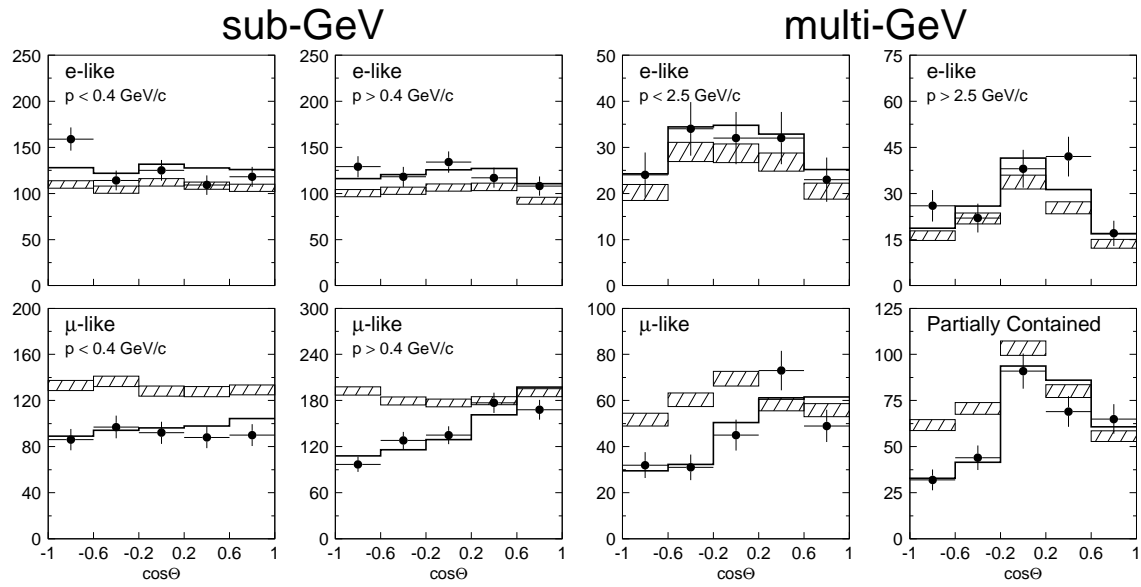 sub-GeV
multi-GeV
250
200
150
100
50
0
e-like
p < 0.4 GeV/c
250
200
150
100
50
0
e-like
p > 0.4 GeV/c
50
40
30
20
10
0
e-like
p < 2.5 GeV/c
75
60
45
30
15
0
e-like
p > 2.5 GeV/c
200
160
120
80
40
0
μ-like
p < 0.4 GeV/c
-1 -0.6 -0.2 0.2 0.6 1
cosΘ
300
240
180
120
60
0
μ-like
p > 0.4 GeV/c
-1 -0.6 -0.2 0.2 0.6 1
cosΘ
100
80
60
40
20
0
μ-like
-1 -0.6 -0.2 0.2 0.6 1
cosΘ
125
100
75
50
25
0
Partially Contained
-1 -0.6 -0.2 0.2 0.6 1
cosΘ